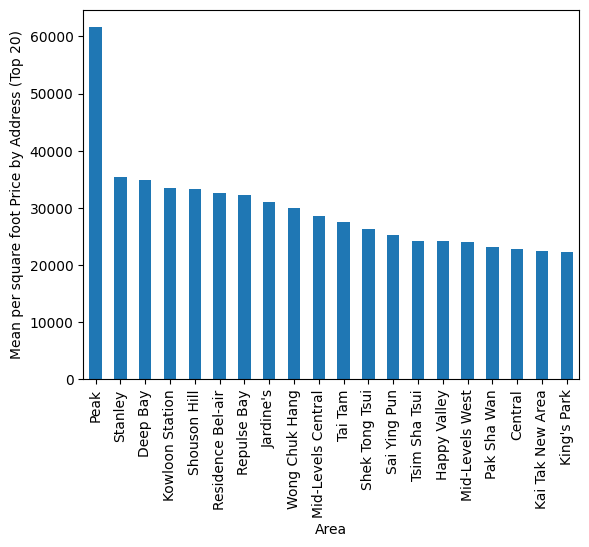 Mean per square foot Price by Address (Top 20)
60000
50000
40000
30000
20000
10000
0
Peak
Stanley
Deep Bay
Kowloon Station
Shouson Hill
Residence Bel-air
Repulse Bay
Jardine's
Wong Chuk Hang
Mid-Levels Central
Tai Tam
Shek Tong Tsui
Sai Ying Pun
Tsim Sha Tsui
Happy Valley
Mid-Levels West
Pak Sha Wan
Central
Kai Tak New Area
King's Park
Area